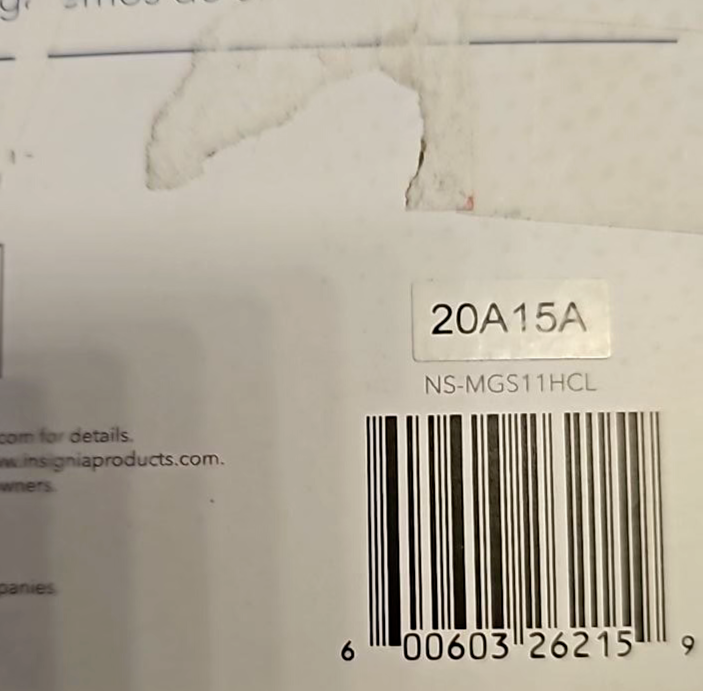 20A15A
NS-MGS11HCL
com for details.
w.insigniaproducts.com.
wners.
panies.
6 00603 26215 9